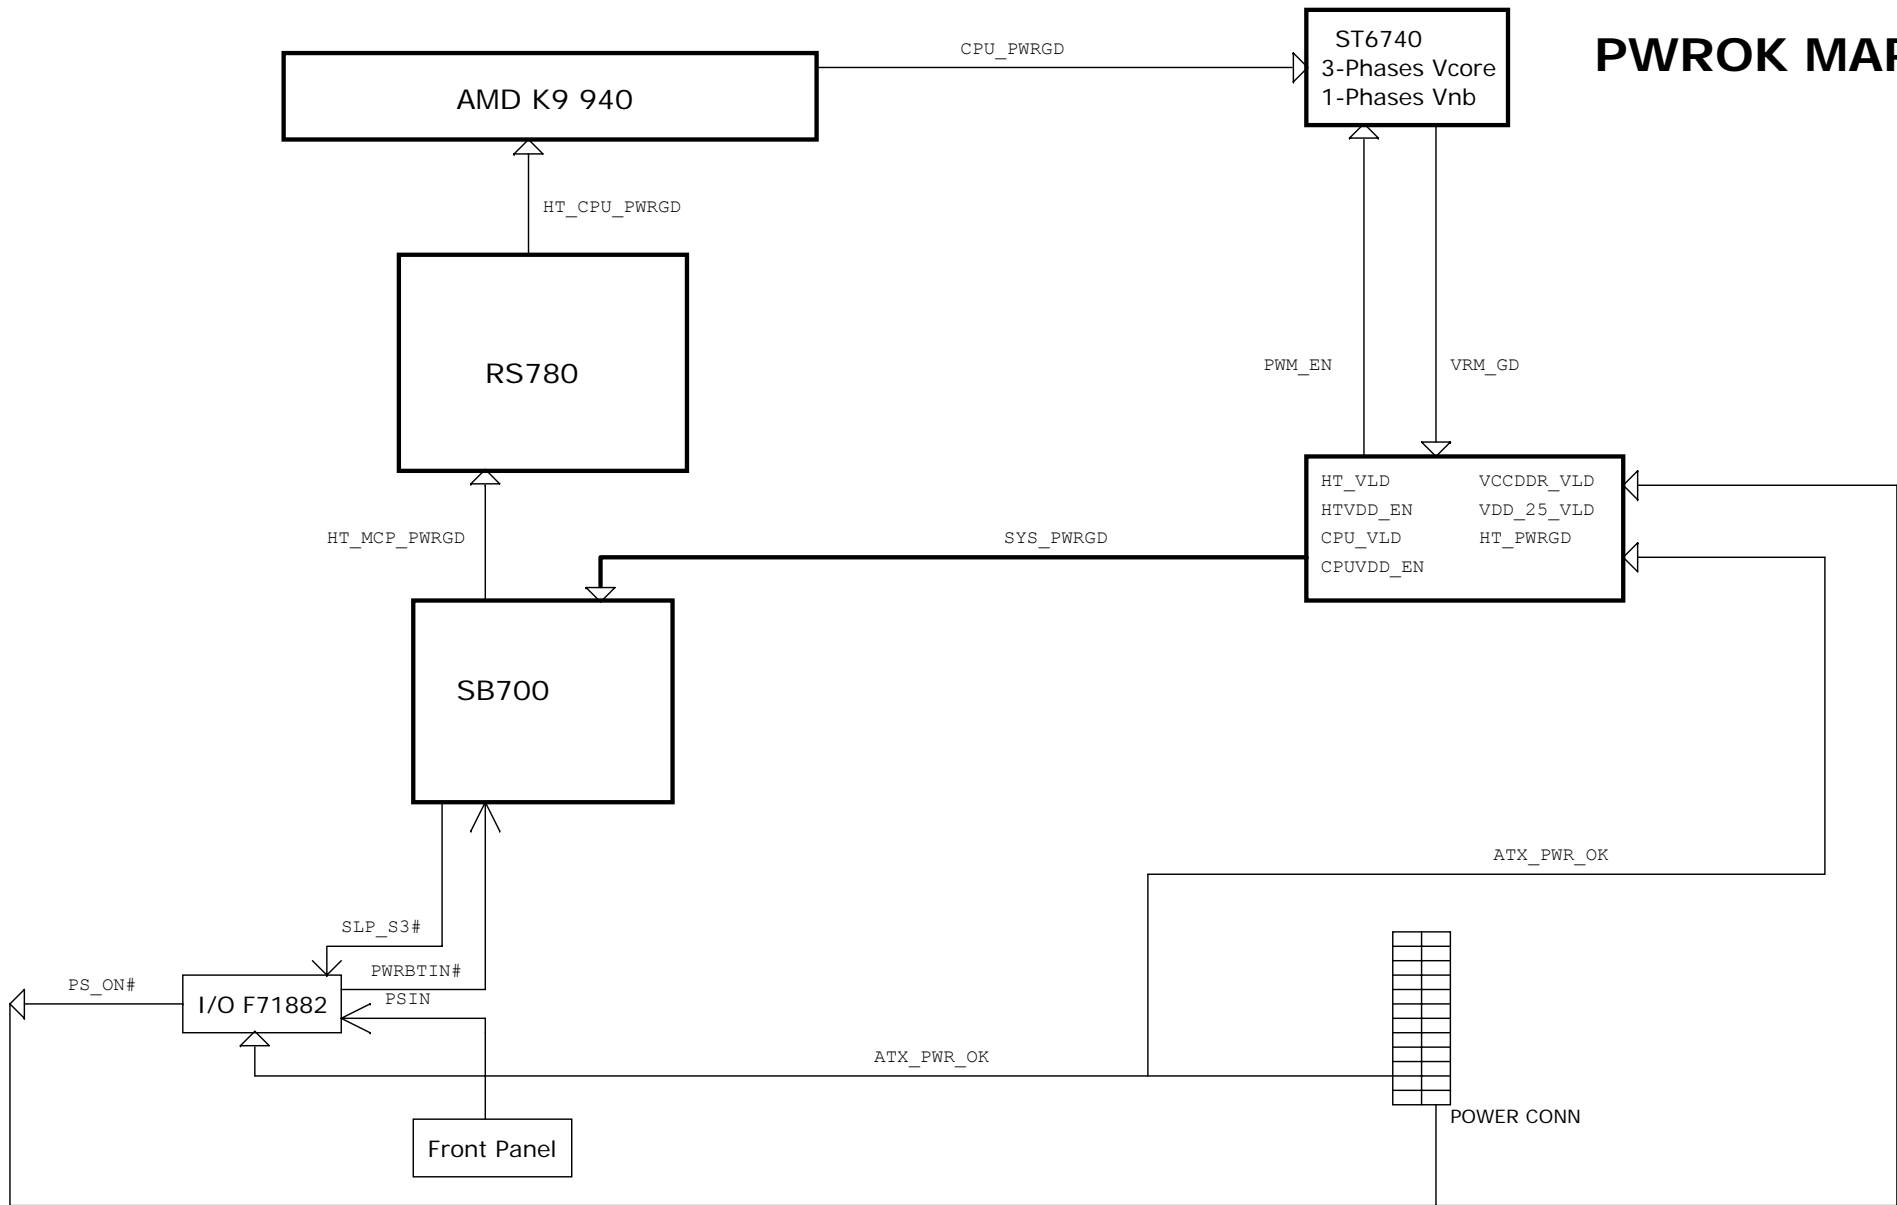 PWROK MAP
ST6740
3-Phases Vcore
1-Phases Vnb
CPU_PWRGD
AMD K9 940
HT_CPU_PWRGD
RS780
PWM_EN
VRM_GD
HT_VLD
HTVDD_EN
CPU_VLD
CPUVDD_EN
VCCDDR_VLD
VDD_25_VLD
HT_PWRGD
HT_MCP_PWRGD
SYS_PWRGD
SB700
ATX_PWR_OK
SLP_S3#
PWRBTIN#
PS_ON#
I/O F71882
PSIN
ATX_PWR_OK
POWER CONN
Front Panel